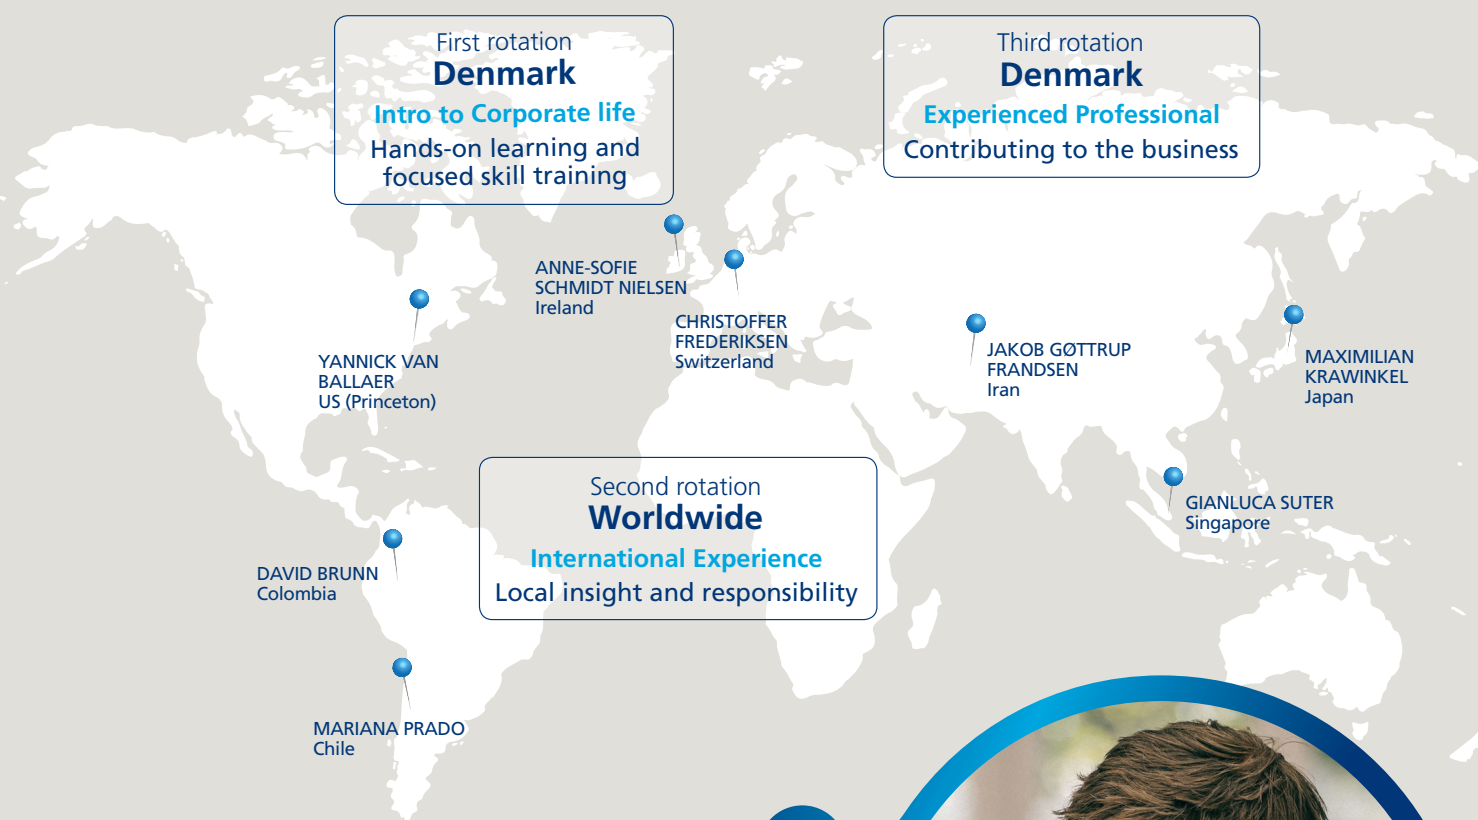 First rotation
Denmark
Intro to Corporate life
Hands-on learning and
focused skill training
Third rotation
Denmark
Experienced Professional
Contributing to the business
ANNE-SOFIE
SCHMIDT NIELSEN
Ireland
CHRISTOFFER
FREDERIKSEN
Switzerland
YANNICK VAN
BALLAER
US (Princeton)
JAKOB GØTTRUP
FRANDSEN
Iran
MAXIMILIAN
KRAWINKEL
Japan
Second rotation
Worldwide
International Experience
Local insight and responsibility
GIANLUCA SUTER
Singapore
DAVID BRUNN
Colombia
MARIANA PRADO
Chile